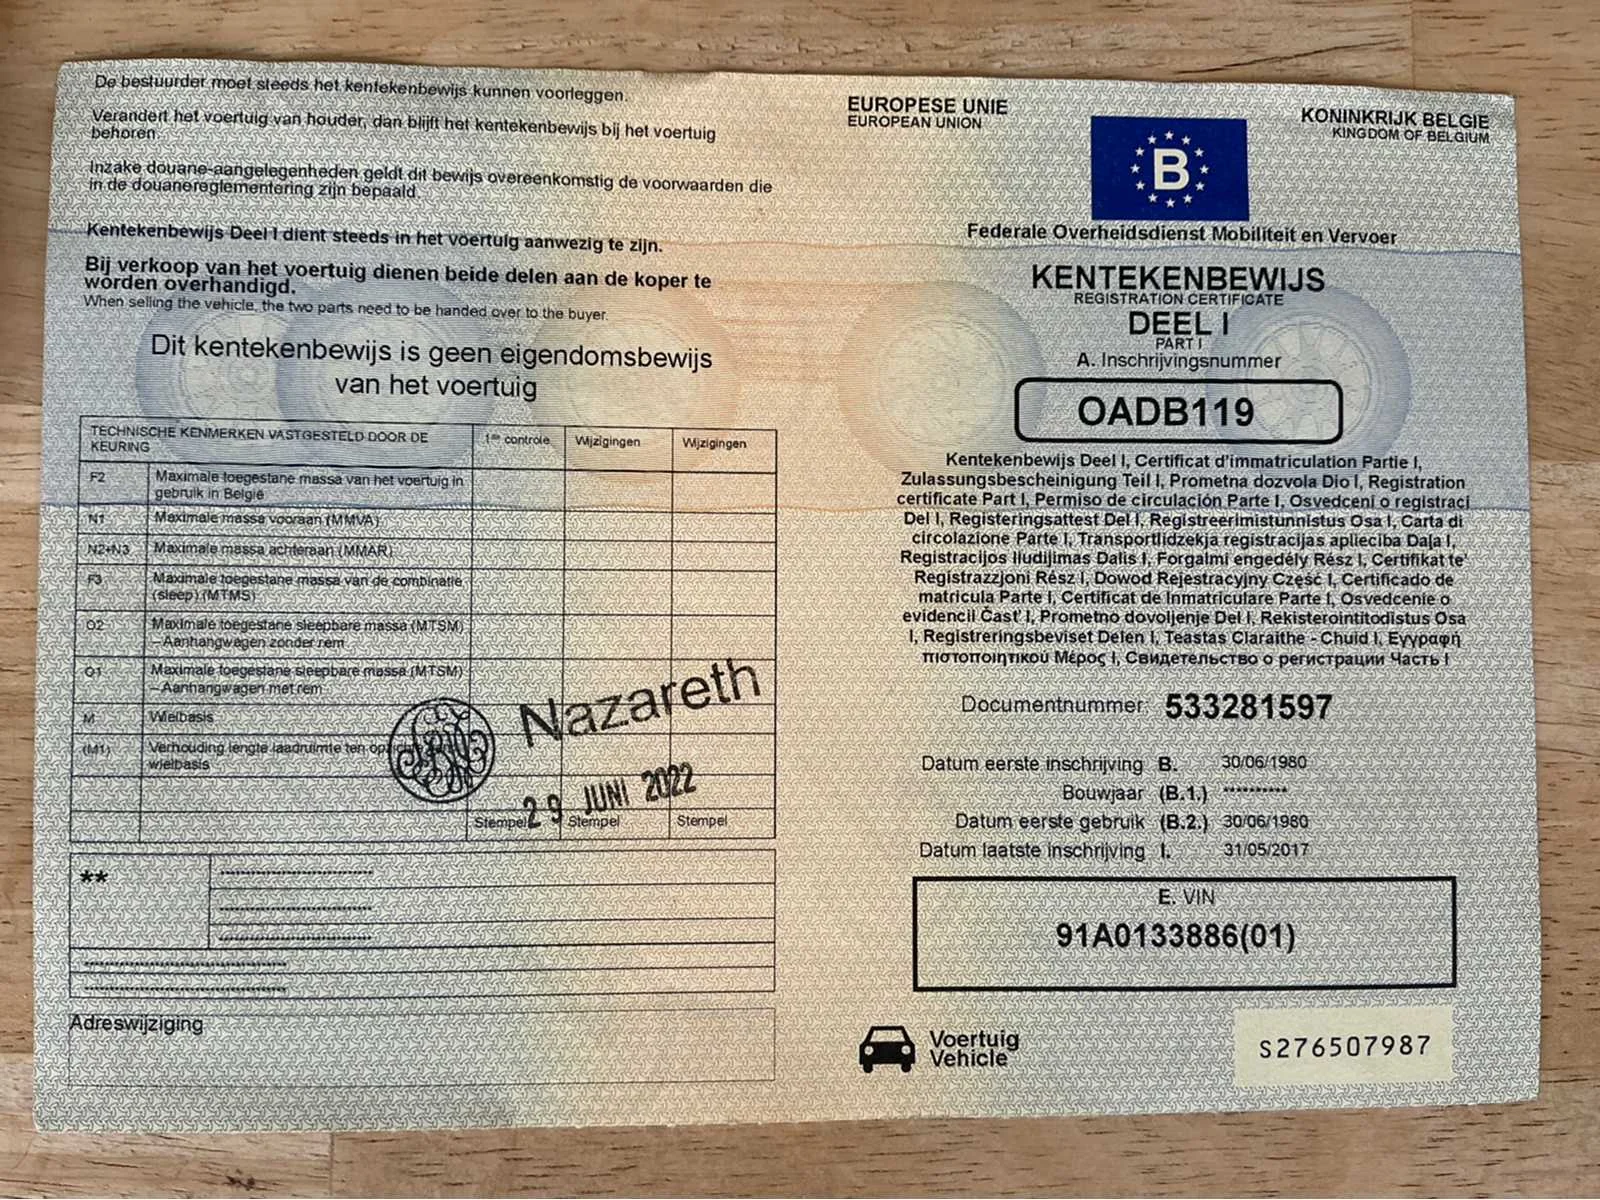 De bestuurder moet steeds het kentekenbewijs kunnen voorleggen.
Verandert het voertuig van houder, dan blijft het kentekenbewijs bij het voertuig
behoren.
Inzake douane-aangelegenheden geldt dit bewijs overeenkomstig de voorwaarden die
in de douanereglementering zijn bepaald.
Kentekenbewijs Deel I dient steeds in het voertuig aanwezig te zijn.
Bij verkoop van het voertuig dienen beide delen aan de koper te
worden overhandigd.
When selling the vehicle, the two parts need to be handed over to the buyer.
Dit kentekenbewijs is geen eigendomsbewijs
van het voertuig
TECHNISCHE KENMERKEN VASTGESTELD DOOR DE
KEURING
1ste controle
Wijzigingen
Wijzigingen
F2 Maximale toegestane massa van het voertuig in
gebruik in België
N1 Maximale massa vooraan (MMVA)
N2+N3 Maximale massa achteraan (MMAR)
F3 Maximale toegestane massa van de combinatie
(sleep) (MTMS)
O2 Maximale toegestane sleepbare massa (MTSM)
–Aanhangwagen zonder rem
O1 Maximale toegestane sleepbare massa (MTSM)
–Aanhangwagen met rem
M Wielbasis
(M1) Verhouding lengte laadruimte ten
wielbasis
Nazareth
29 JUNI 2022
Stempel Stempel Stempel
**
Adreswijziging
EUROPESE UNIE
EUROPEAN UNION
B
KONINKRIJK BELGIE
KINGDOM OF BELGIUM
Federale Overheidsdienst Mobiliteit en Vervoer
KENTEKENBEWIJS
REGISTRATION CERTIFICATE
DEEL I
PART I
A. Inschrijvingsnummer
OADB119
Kentekenbewijs Deel I, Certificat d'immatriculation Partie I,
Zulassungsbescheinigung Teil I, Prometna dozvola Dio I, Registration
certificate Part I, Permiso de circulación Parte I, Osvedcení o registraci
Del I, Registeringsattest Del I, Registreerimistunnistus Osa I, Carta di
circolazione Parte I, Transportlidzekja registracijas aplieciba Daļa I,
Registracijos liudijimas Dalis I, Forgalmi engedély Rész I, Certifikat te'
Registrazzjoni Rész I, Dowod Rejestracyjny Część I, Certificado de
matricula Parte I, Certificat de Inmatriculare Parte I, Osvedcenie o
evidencii Časť I, Prometno dovoljenje Del I, Rekisterointitodistus Osa
I, Registreringsbeviset Delen I, Teastas Claraithe - Chuid I, Εγγραφή
πιστοποιητικού Μέρος I, Свидетельство о регистрации Часть I
Documentnummer: 533281597
Datum eerste inschrijving B. 30/06/1980
Bouwjaar (B.1.) **********
Datum eerste gebruik (B.2.) 30/06/1980
Datum laatste inschrijving I. 31/05/2017
E. VIN
91A0133886(01)
Voertuig
Vehicle
S276507987